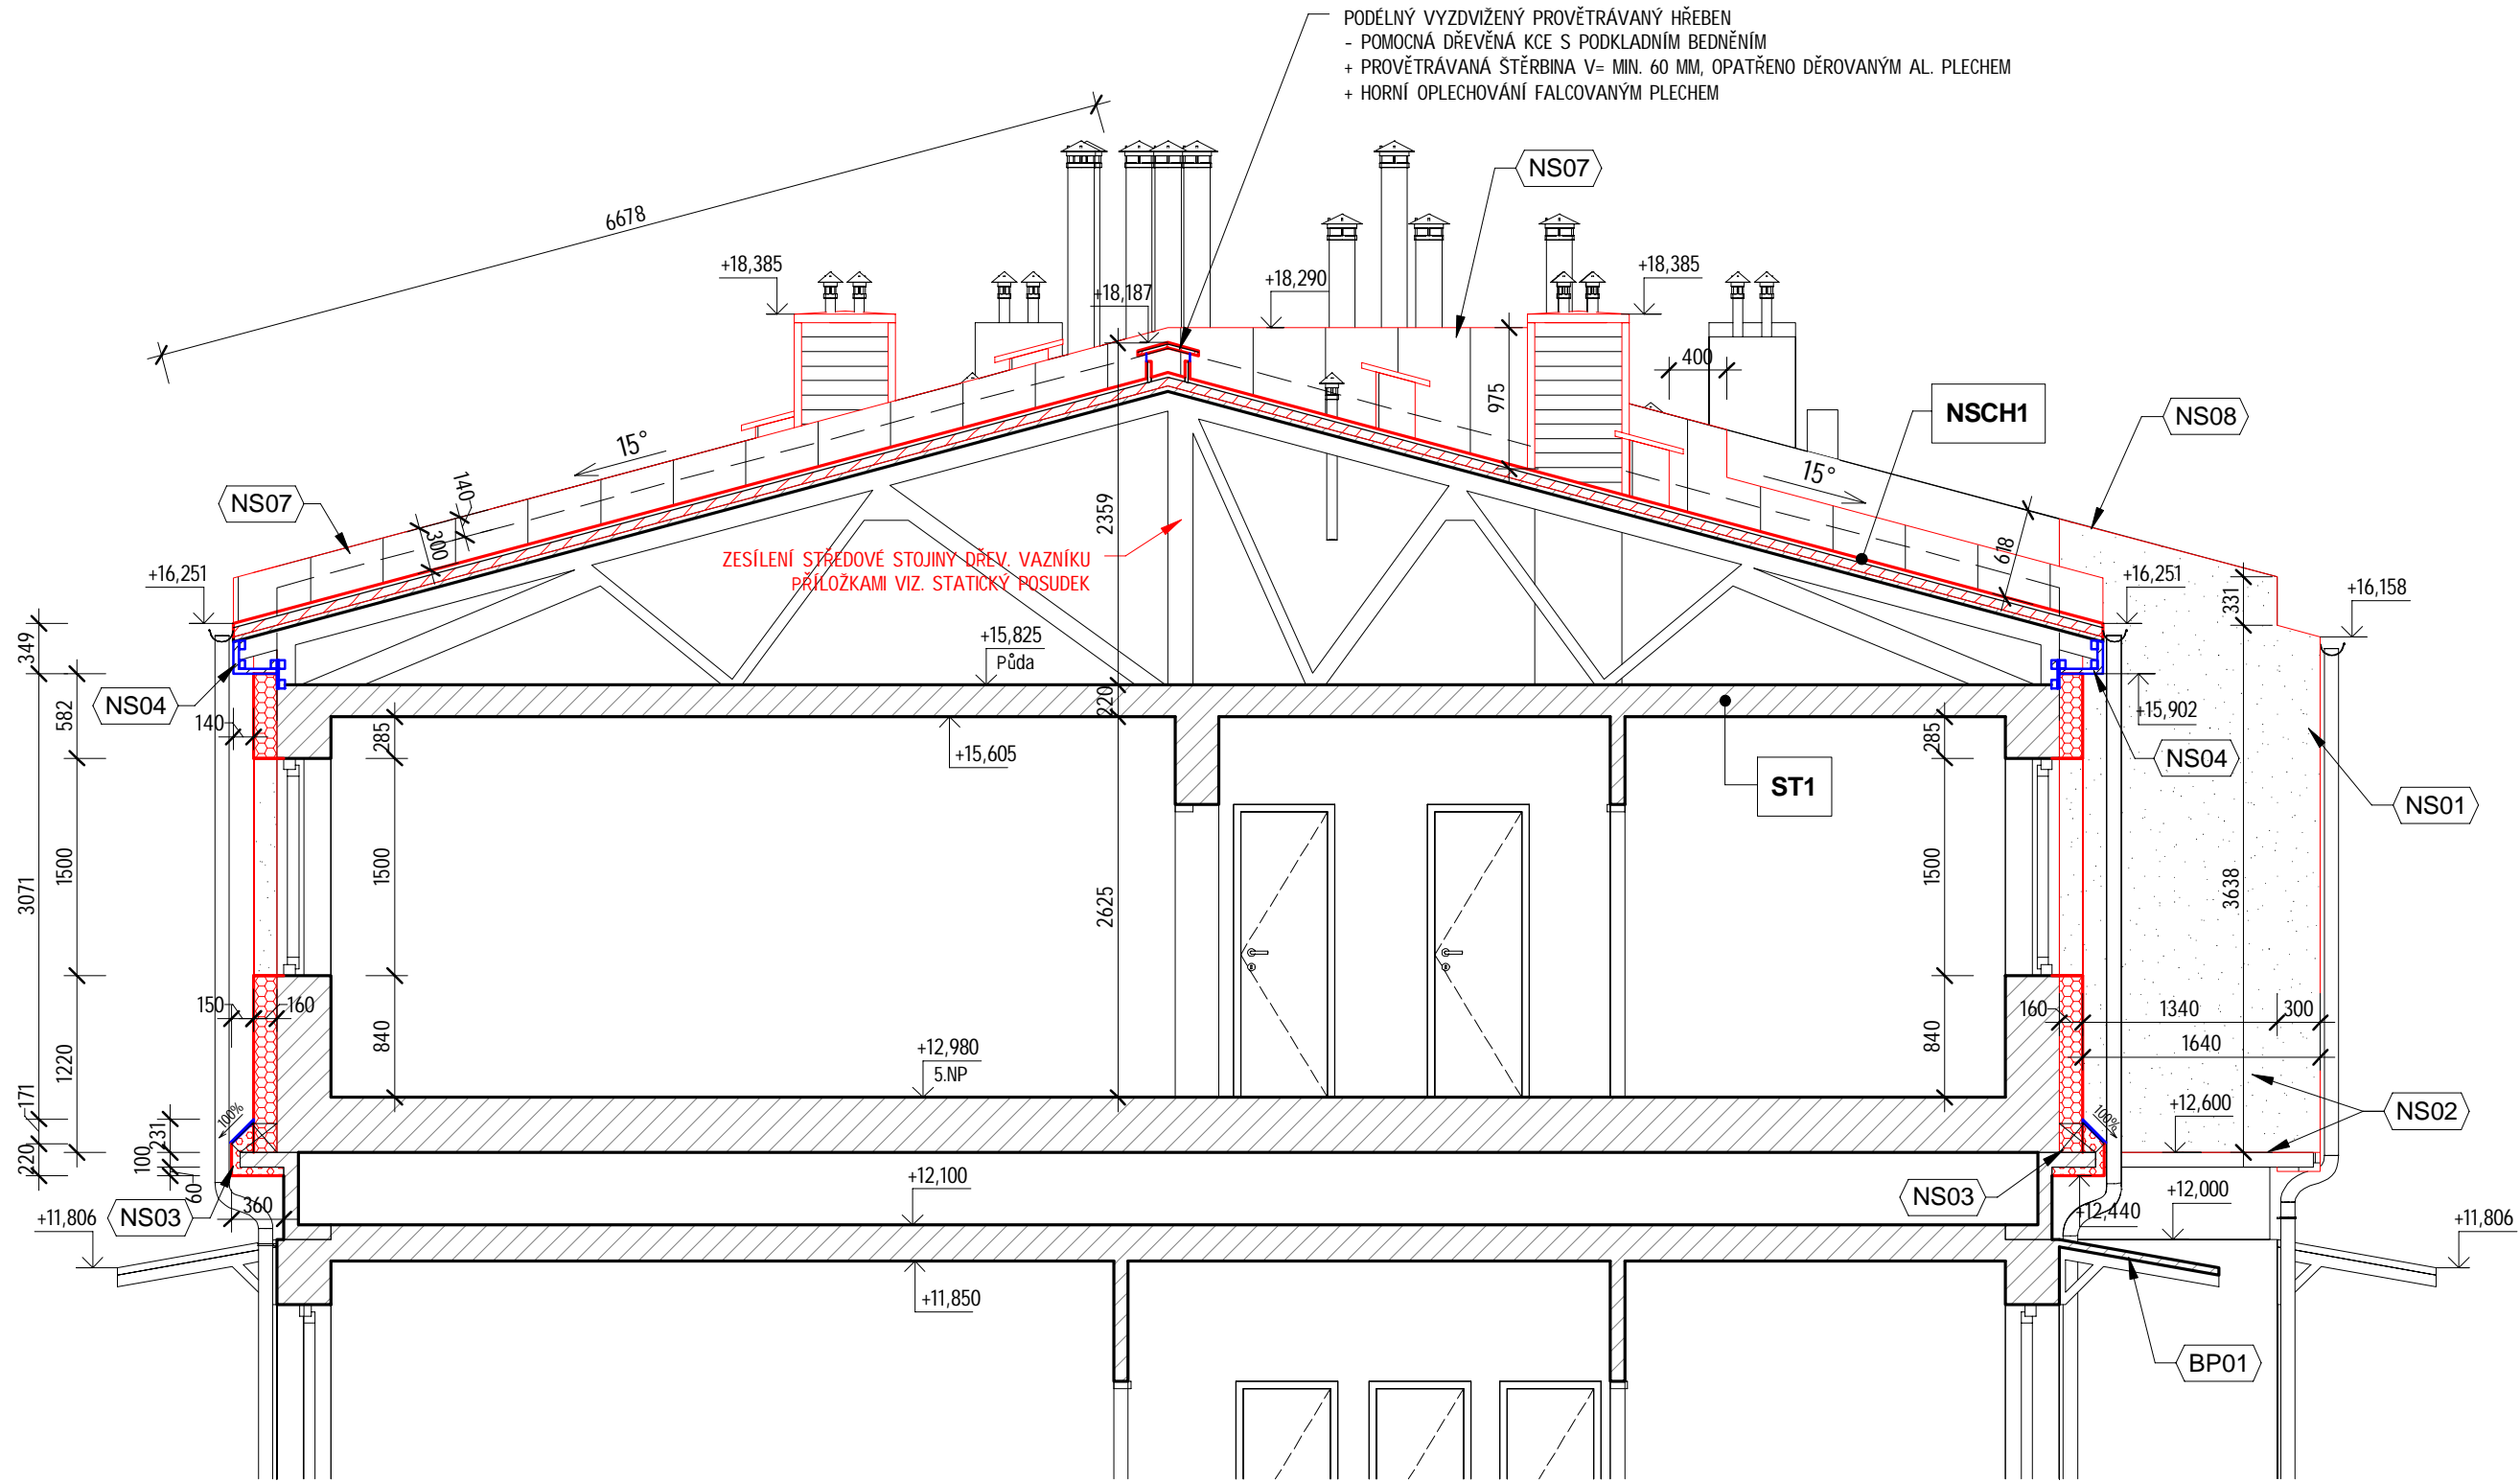 PODÉLNÝ VYZDVIŽENÝ PROVĚTRÁVANÝ HŘEBEN
- POMOCNÁ DŘEVĚNÁ KCE S PODKLADNÍM BEDNĚNÍM
+ PROVĚTRÁVANÁ ŠTĚRBINA V= MIN. 60 MM, OPATŘENO DĚROVANÝM AL. PLECHEM
+ HORNÍ OPLECHOVÁNÍ FALCOVANÝM PLECHEM
6678
NS07
+18,385
+18,187
+18,290
+18,385
400
975
NSCH1
NS08
15°
15°
NS07
140
300
2359
618
ZESÍLENÍ STŘEDOVÉ STOJINY DŘEV. VAZNÍKU
PŘÍLOŽKAMI VIZ. STATICKÝ POSUDEK
+16,251
+16,251
331
+16,158
349
+15,825
Půda
NS04
582
140
285
220
+15,605
285
+15,902
NS04
ST1
NS01
3071
1500
1500
2625
1500
3638
150
160
160
1340
300
1220
840
840
1640
+12,980
5.NP
171
100%
231
100%
+12,600
NS02
220
100
60
+12,100
NS03
+12,000
+11,806
NS03
360
+12,440
+11,806
+11,850
BP01